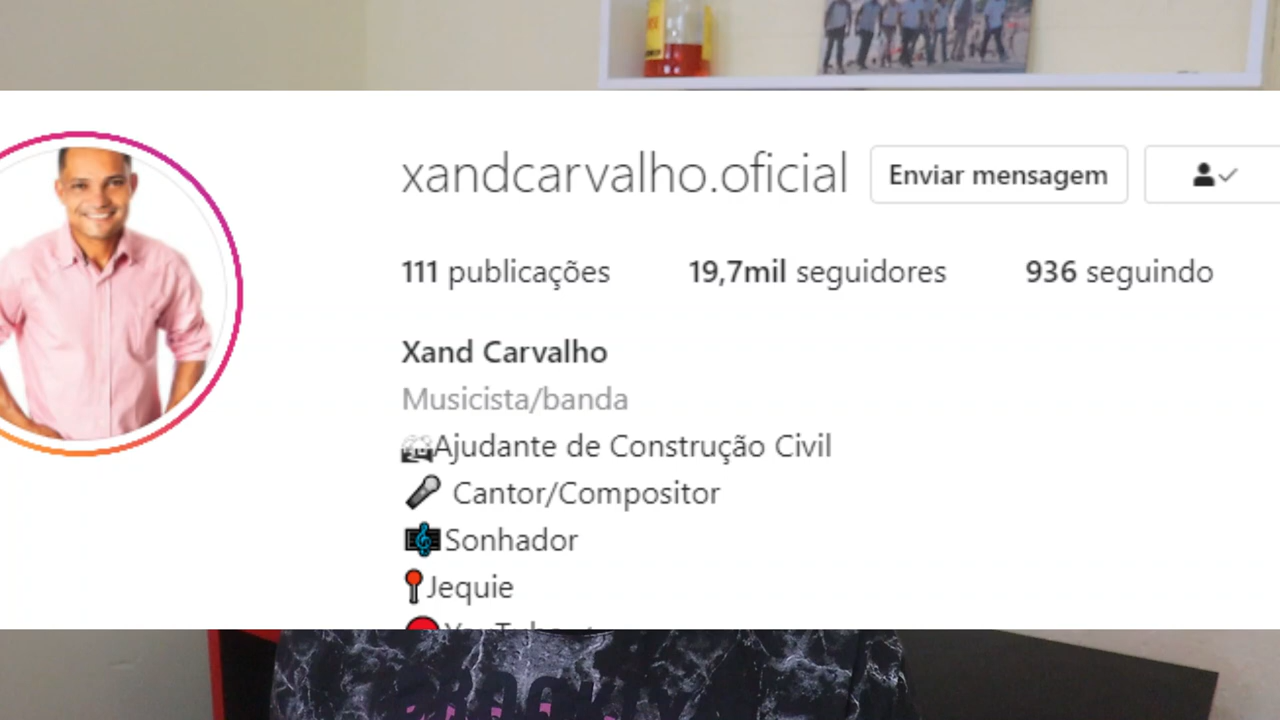 xandcarvalho.oficial Enviar mensagem
111 publicações 19,7mil seguidores 936 seguindo
Xand Carvalho
Musicista/banda
Ajudante de Construção Civil
Cantor/Compositor
Sonhador
Jequie